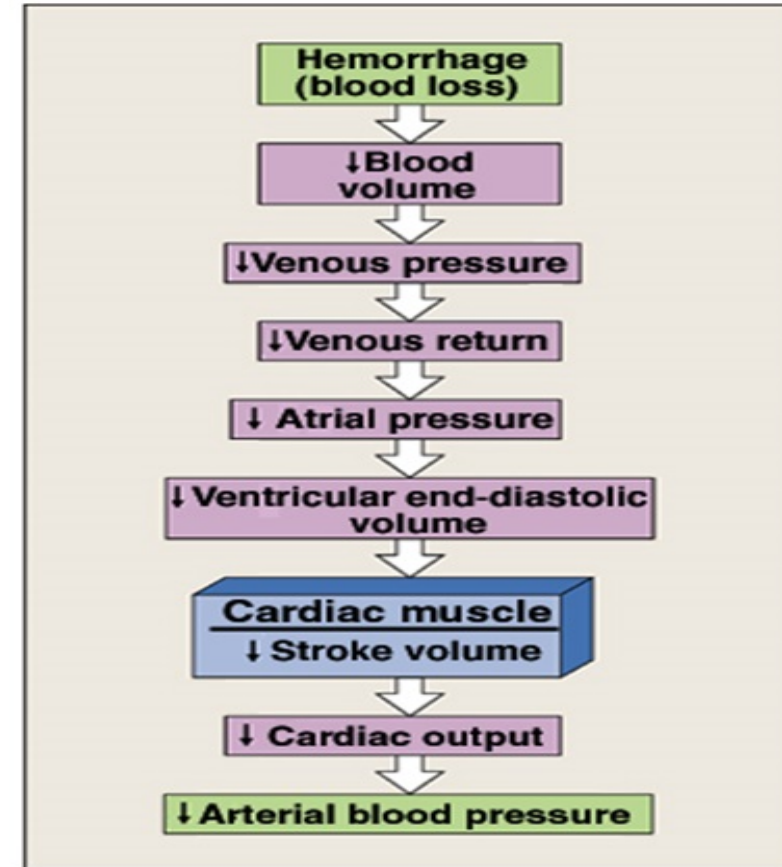 Hemorrhage
(blood loss)
↓Blood
volume
↓Venous pressure
↓Venous return
↓ Atrial pressure
↓Ventricular end-diastolic
volume
Cardiac muscle
↓ Stroke volume
↓ Cardiac output
↓Arterial blood pressure